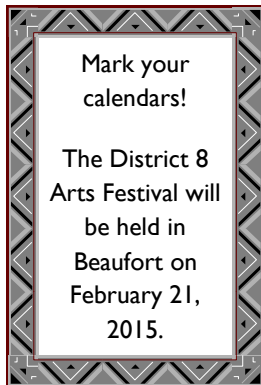 Mark your
calendars!
The District 8
Arts Festival will
be held in
Beaufort on
February 21,
2015.